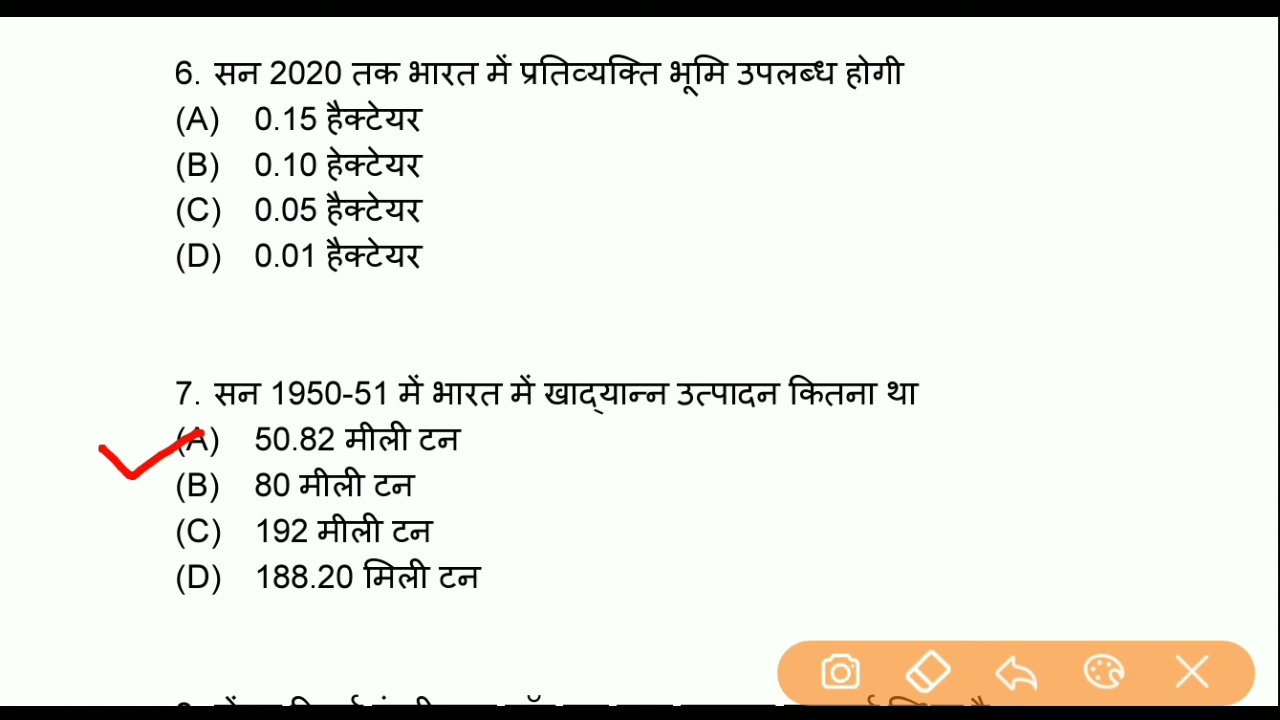 6. सन 2020 तक भारत में प्रतिव्यक्ति भूमि उपलब्ध होगी
(A) 0.15 हैक्टेयर
(B) 0.10 हेक्टेयर
(C) 0.05 हैक्टेयर
(D) 0.01 हैक्टेयर
7. सन 1950-51 में भारत में खाद्यान्न उत्पादन कितना था
(A) 50.82 मीली टन
(B) 80 मीली टन
(C) 192 मीली टन
(D) 188.20 मिली टन